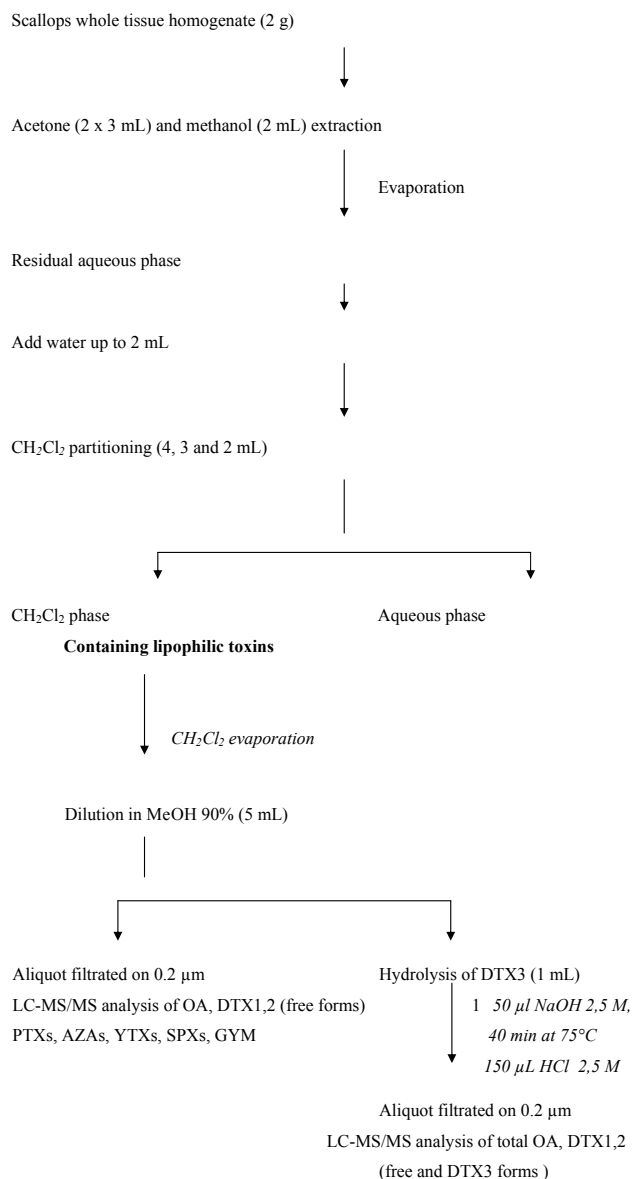 Scallops whole tissue homogenate (2 g)
Acetone (2 x 3 mL) and methanol (2 mL) extraction
Evaporation
Residual aqueous phase
Add water up to 2 mL
CH₂Cl₂ partitioning (4, 3 and 2 mL)
CH₂Cl₂ phase
Aqueous phase
Containing lipophilic toxins
CH₂Cl₂ evaporation
Dilution in MeOH 90% (5 mL)
Aliquot filtrated on 0.2 µm
LC-MS/MS analysis of OA, DTX1,2 (free forms)
PTXs, AZAs, YTXs, SPXs, GYM
Hydrolysis of DTX3 (1 mL)
1 50 µl NaOH 2,5 M,
40 min at 75°C
150 µL HCl 2,5 M
Aliquot filtrated on 0.2 µm
LC-MS/MS analysis of total OA, DTX1,2
(free and DTX3 forms )